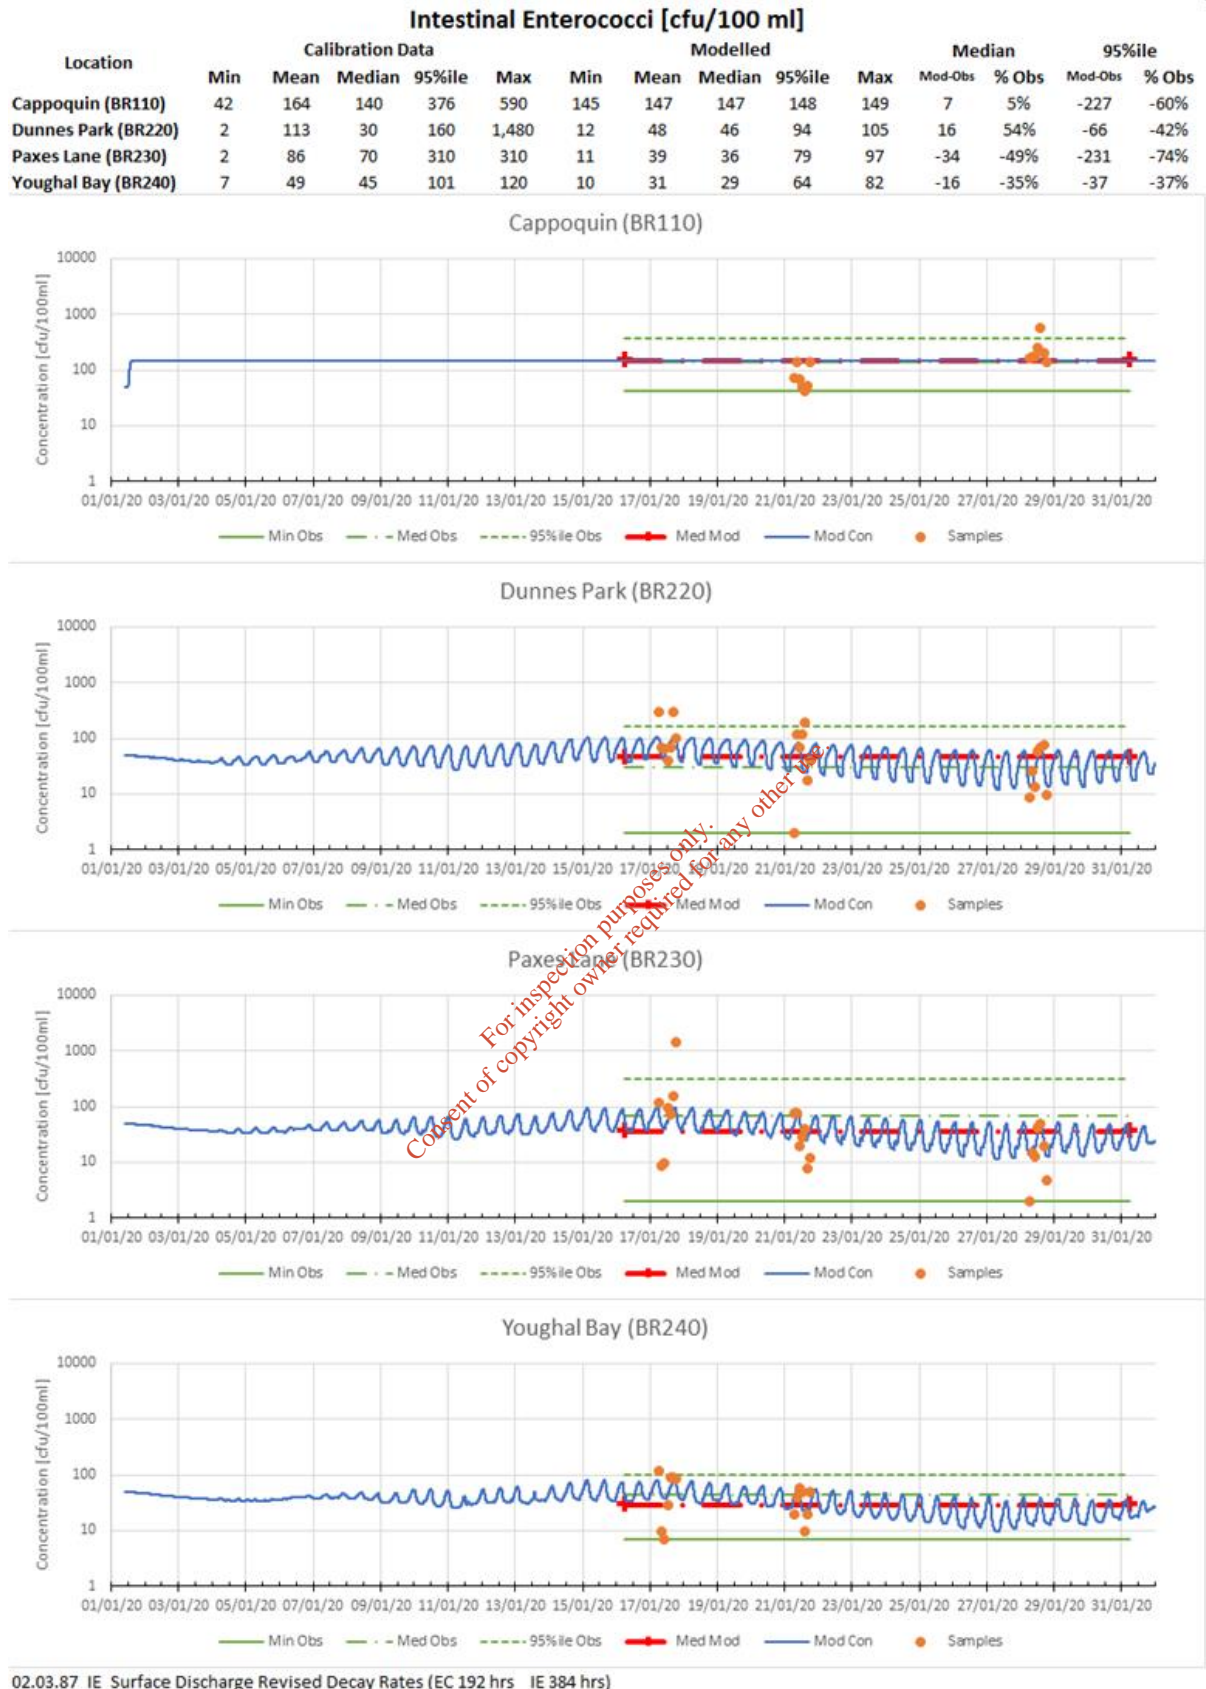 Intestinal Enterococci [cfu/100 ml]
Location Calibration Data Modelled Median 95%ile
Min Mean Median 95%ile Max Min Mean Median 95%ile Max Mod-Obs % Obs Mod-Obs % Obs
Cappoquin (BR110) 42 164 140 376 590 145 147 147 148 149 7 5% -227 -60%
Dunnes Park (BR220) 2 113 30 160 1,480 12 48 46 94 105 16 54% -66 -42%
Paxes Lane (BR230) 2 86 70 310 310 11 39 36 79 97 -34 -49% -231 -74%
Youghal Bay (BR240) 7 49 45 101 120 10 31 29 64 82 -16 -35% -37 -37%
Cappoquin (BR110)
Concentration [cfu/100ml]
10000
1000
100
10
1
01/01/20 03/01/20 05/01/20 07/01/20 09/01/20 11/01/20 13/01/20 15/01/20 17/01/20 19/01/20 21/01/20 23/01/20 25/01/20 27/01/20 29/01/20 31/01/20
Min Obs Med Obs 95%ile Obs Med Mod Mod Con Samples
Dunnes Park (BR220)
Concentration [cfu/100ml]
10000
1000
100
10
1
01/01/20 03/01/20 05/01/20 07/01/20 09/01/20 11/01/20 13/01/20 15/01/20 17/01/20 19/01/20 21/01/20 23/01/20 25/01/20 27/01/20 29/01/20 31/01/20
Min Obs Med Obs 95%ile Obs Med Mod Mod Con Samples
For inspection purposes only.
Consent of copyright owner required for any other use.
Paxes Lane (BR230)
Concentration [cfu/100ml]
10000
1000
100
10
1
01/01/20 03/01/20 05/01/20 07/01/20 09/01/20 11/01/20 13/01/20 15/01/20 17/01/20 19/01/20 21/01/20 23/01/20 25/01/20 27/01/20 29/01/20 31/01/20
Min Obs Med Obs 95%ile Obs Med Mod Mod Con Samples
Youghal Bay (BR240)
Concentration [cfu/100ml]
10000
1000
100
10
1
01/01/20 03/01/20 05/01/20 07/01/20 09/01/20 11/01/20 13/01/20 15/01/20 17/01/20 19/01/20 21/01/20 23/01/20 25/01/20 27/01/20 29/01/20 31/01/20
Min Obs Med Obs 95%ile Obs Med Mod Mod Con Samples
02.03.87 IE Surface Discharge Revised Decay Rates (EC 192 hrs IE 384 hrs)